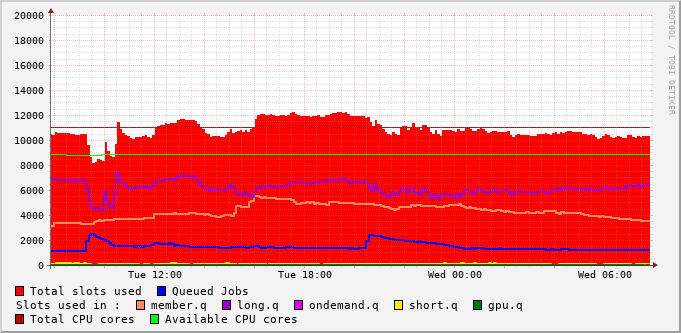 20000
18000
16000
14000
12000
10000
8000
6000
4000
2000
0
Tue 12:00 Tue 18:00 Wed 00:00 Wed 06:00
RRDTOOL / TOBI OETIKER
Total slots used Queued Jobs
Slots used in : member.q long.q ondemand.q short.q gpu.q
Total CPU cores Available CPU cores